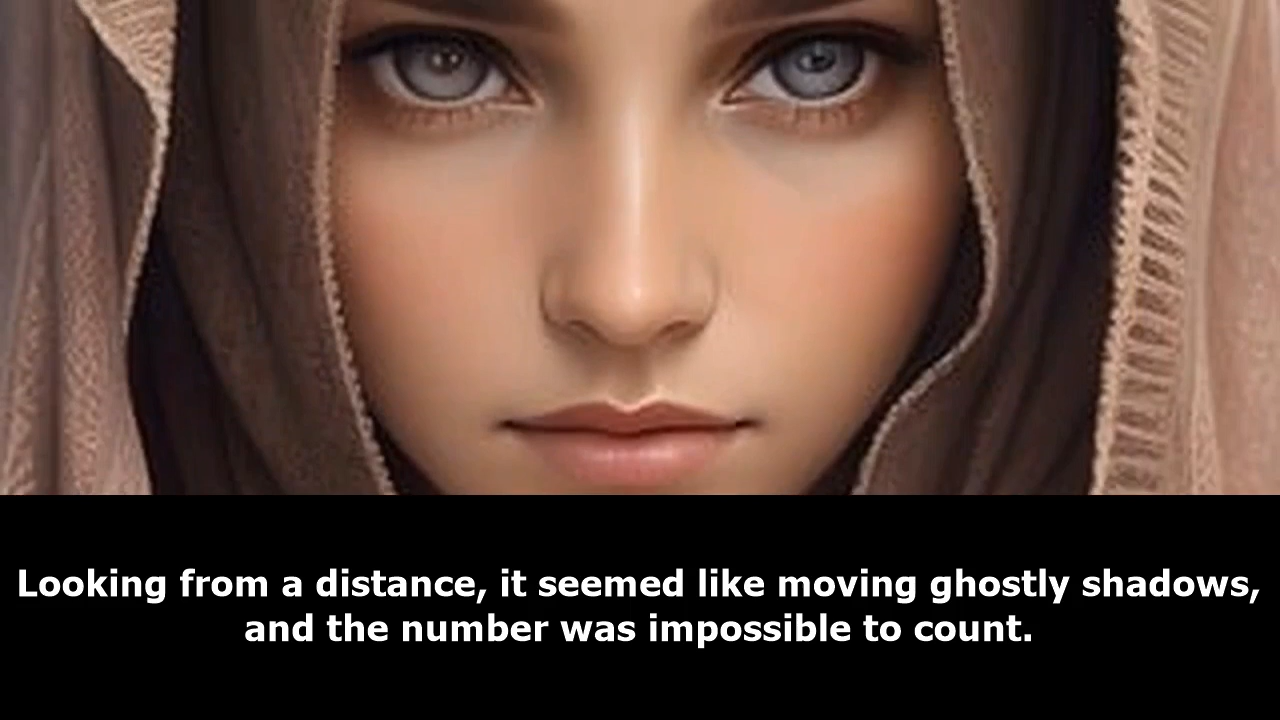 Looking from a distance, it seemed like moving ghostly shadows,
and the number was impossible to count.